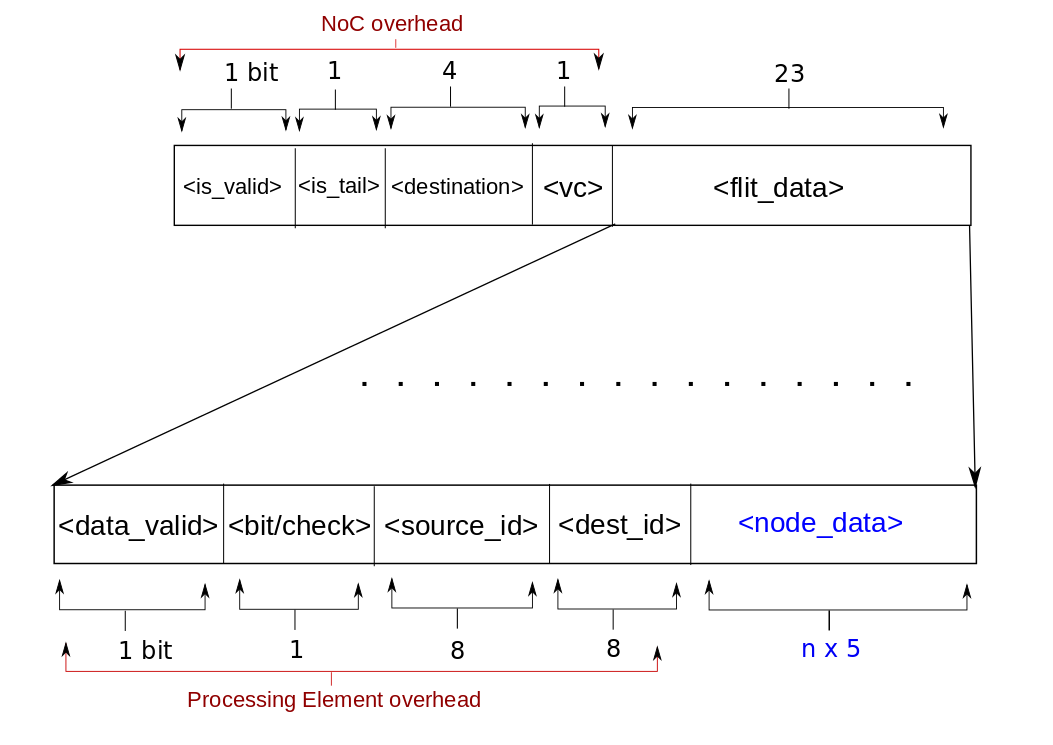 NoC overhead
1 bit 1 4 1 23
<is_valid> <is_tail> <destination> <vc> <flit_data>
<data_valid> <bit/check> <source_id> <dest_id> <node_data>
1 bit 1 8 8 n x 5
Processing Element overhead